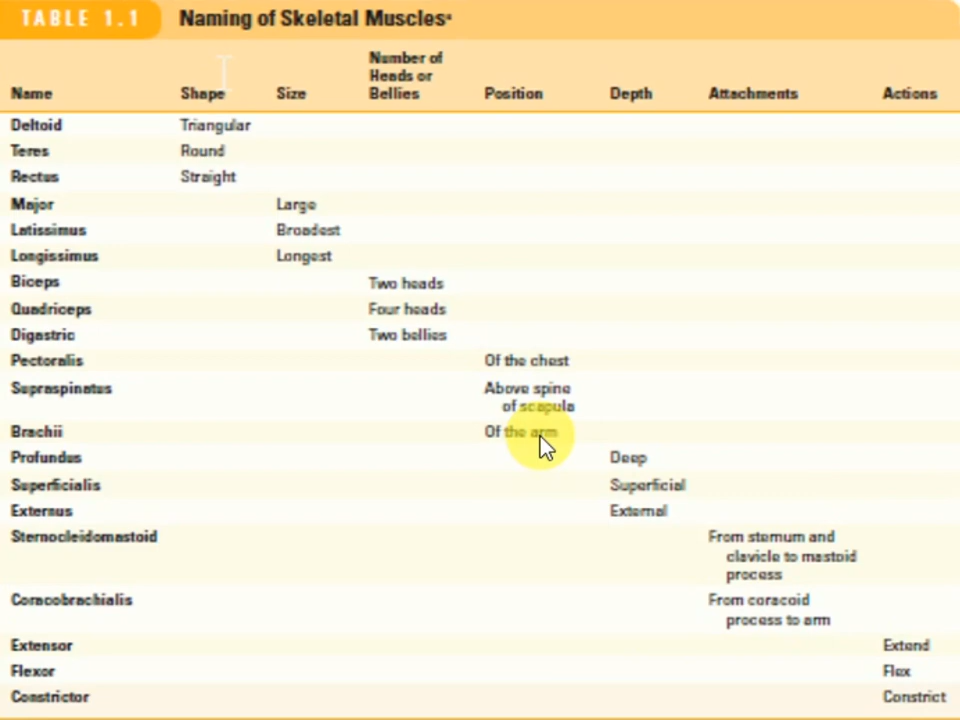 TABLE 1.1 Naming of Skeletal Muscles^a
Number of
Heads or
Name Shape Size Bellies Position Depth Attachments Actions
Deltoid Triangular
Teres Round
Rectus Straight
Major Large
Latissimus Broadest
Longissimus Longest
Biceps Two heads
Quadriceps Four heads
Digastric Two bellies
Pectoralis Of the chest
Supraspinatus Above spine
of scapula
Brachii Of the arm
Profundus Deep
Superficialis Superficial
Externus External
Sternocleidomastoid From sternum and
clavicle to mastoid
process
Coracobrachialis From coracoid
process to arm
Extensor Extend
Flexor Flex
Constrictor Constrict